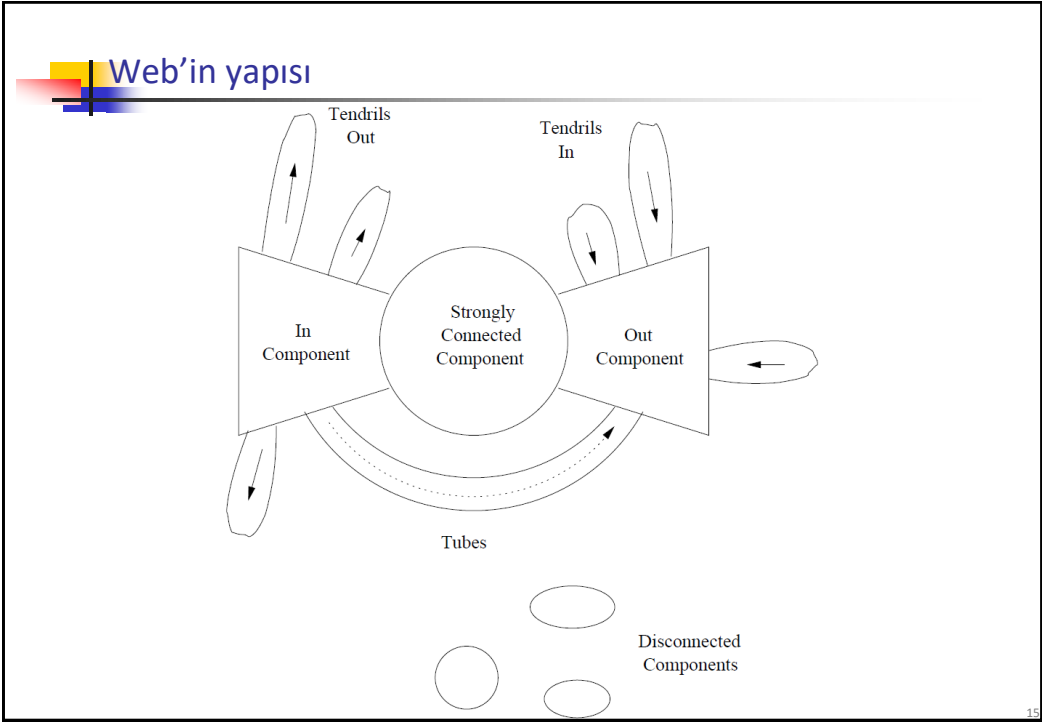 Web’in yapısı
Tendrils
Out
Tendrils
In
In
Component
Strongly
Connected
Component
Out
Component
Tubes
Disconnected
Components
15